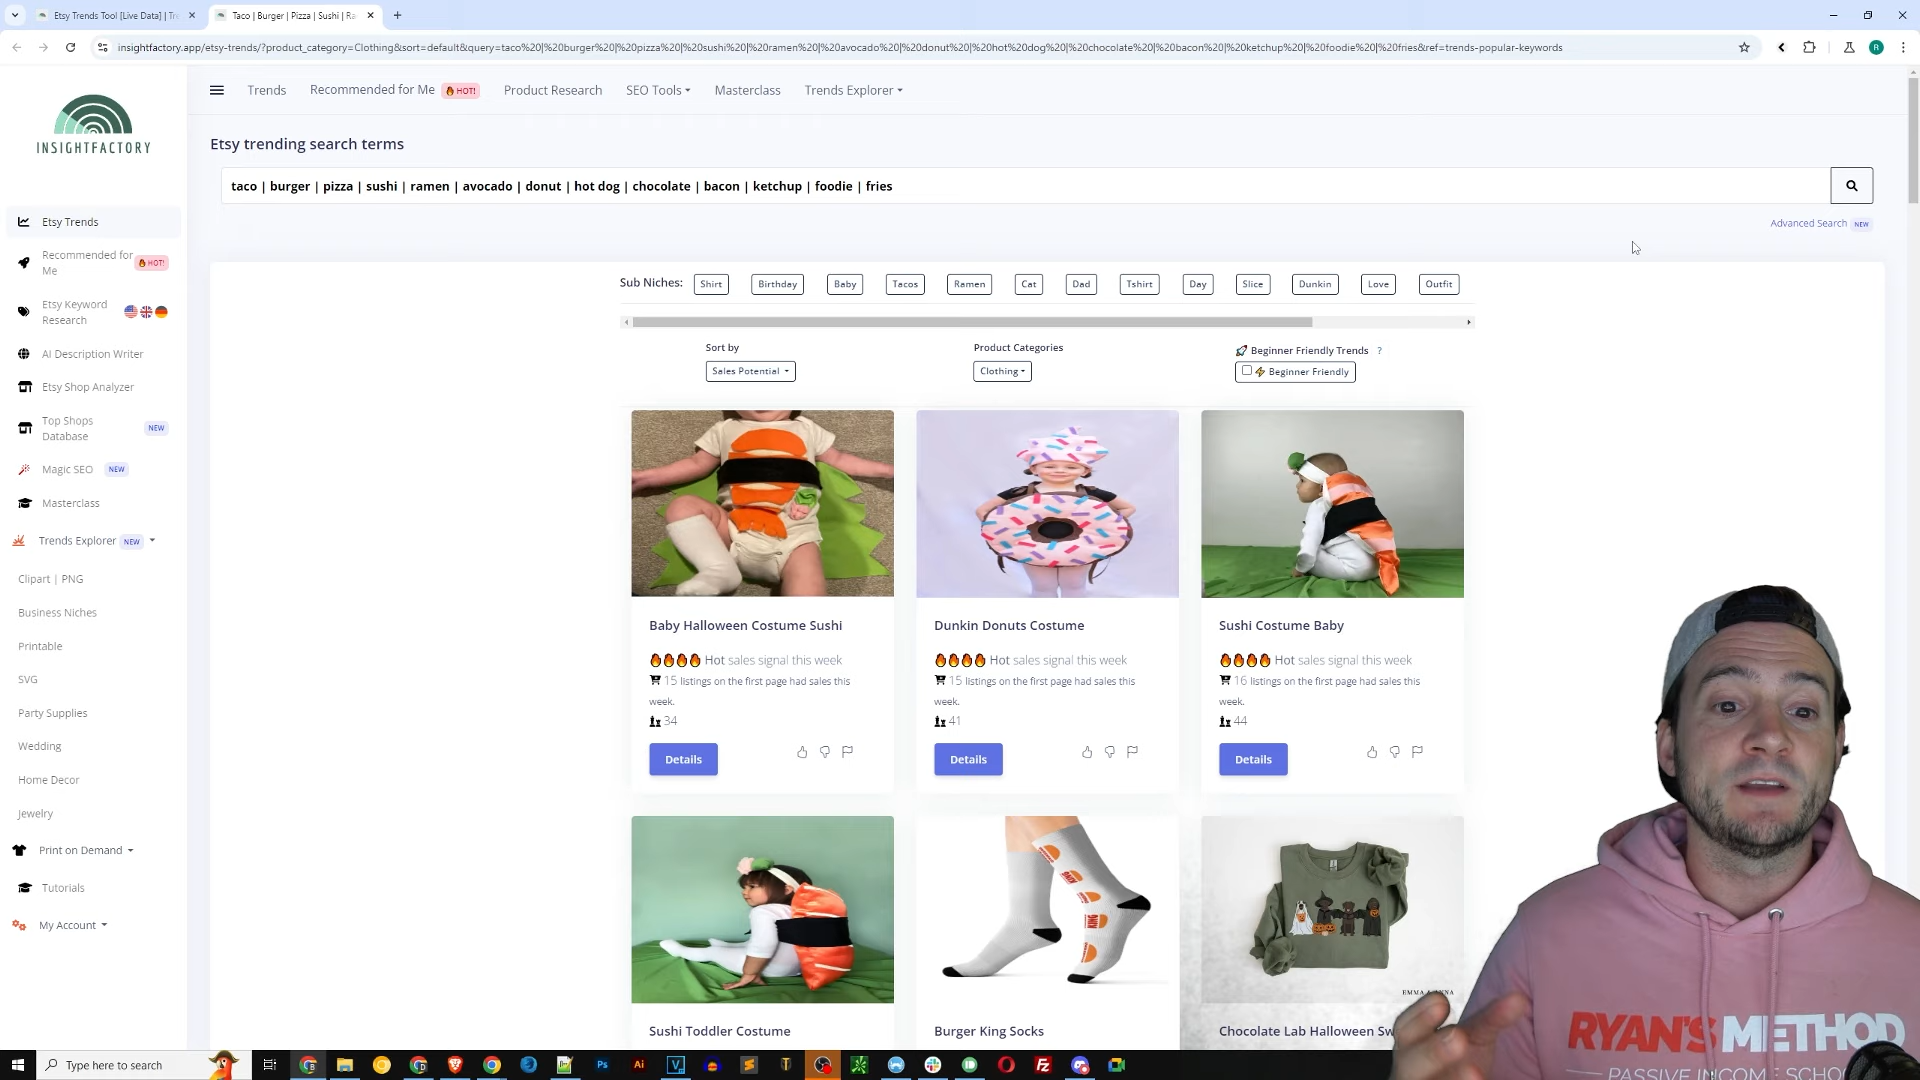 Etsy Trends Tool [Live Data] | Tre
Taco | Burger | Pizza | Sushi | Ra
insightfactory.app/etsy-trends/?product_category=Clothing&sort=default&query=taco%20|%20burger%20|%20pizza%20|%20sushi%20|%20ramen%20|%20avocado%20|%20donut%20|%20hot%20dog%20|%20chocolate%20|%20bacon%20|%20ketchup%20|%20foodie%20|%20fries&ref=trends-popular-keywords
R
INSIGHTFACTORY
Trends
Recommended for Me HOT!
Product Research
SEO Tools
Masterclass
Trends Explorer
Etsy trending search terms
taco | burger | pizza | sushi | ramen | avocado | donut | hot dog | chocolate | bacon | ketchup | foodie | fries
Advanced Search NEW
Etsy Trends
Recommended for
Me HOT!
Etsy Keyword
Research
AI Description Writer
Etsy Shop Analyzer
Top Shops
Database NEW
Magic SEO NEW
Masterclass
Trends Explorer NEW
Clipart | PNG
Business Niches
Printable
SVG
Party Supplies
Wedding
Home Decor
Jewelry
Print on Demand
Tutorials
My Account
Sub Niches: Shirt Birthday Baby Tacos Ramen Cat Dad Tshirt Day Slice Dunkin Love Outfit
Sort by
Sales Potential
Product Categories
Clothing
Beginner Friendly Trends ?
Beginner Friendly
Baby Halloween Costume Sushi
Hot sales signal this week
15 listings on the first page had sales this
week.
34
Details
Dunkin Donuts Costume
Hot sales signal this week
15 listings on the first page had sales this
week.
41
Details
Sushi Costume Baby
Hot sales signal this week
16 listings on the first page had sales this
week.
44
Details
Sushi Toddler Costume
Burger King Socks
Chocolate Lab Halloween Sw
RYAN'S METHOD
PASSIVE INCOME SCHO
Type here to search